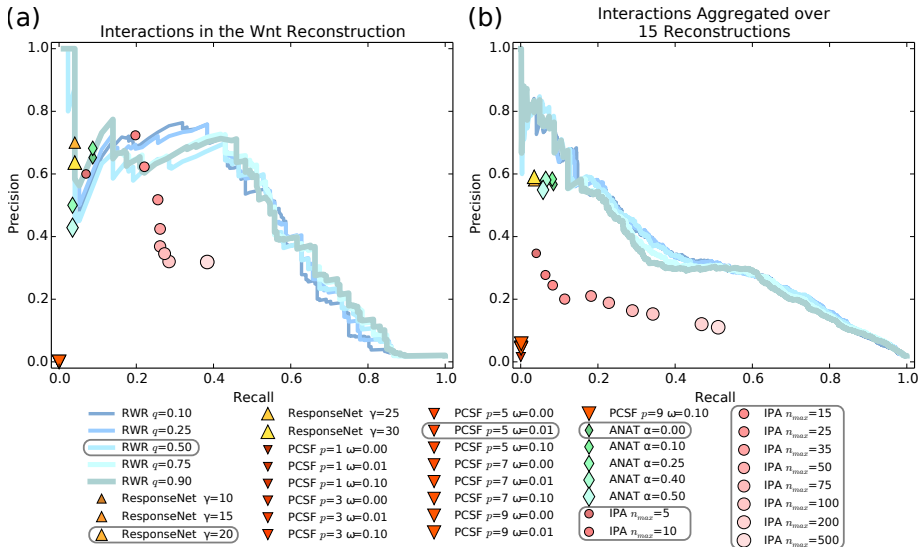 (a)
Interactions in the Wnt Reconstruction
1.0
0.8
0.6
0.4
0.2
0.0
Precision
0.0 0.2 0.4 0.6 0.8 1.0
Recall
(b)
Interactions Aggregated over
15 Reconstructions
1.0
0.8
0.6
0.4
0.2
0.0
Precision
0.0 0.2 0.4 0.6 0.8 1.0
Recall
RWR q=0.10
RWR q=0.25
RWR q=0.50
RWR q=0.75
RWR q=0.90
ResponseNet γ=10
ResponseNet γ=15
ResponseNet γ=20
ResponseNet γ=25
ResponseNet γ=30
PCSF p=1 ω=0.00
PCSF p=1 ω=0.01
PCSF p=1 ω=0.10
PCSF p=3 ω=0.00
PCSF p=3 ω=0.01
PCSF p=3 ω=0.10
PCSF p=5 ω=0.00
PCSF p=5 ω=0.01
PCSF p=5 ω=0.10
PCSF p=7 ω=0.00
PCSF p=7 ω=0.01
PCSF p=7 ω=0.10
PCSF p=9 ω=0.00
PCSF p=9 ω=0.01
PCSF p=9 ω=0.10
ANAT α=0.00
ANAT α=0.10
ANAT α=0.25
ANAT α=0.40
ANAT α=0.50
IPA nmax=5
IPA nmax=10
IPA nmax=15
IPA nmax=25
IPA nmax=35
IPA nmax=50
IPA nmax=75
IPA nmax=100
IPA nmax=200
IPA nmax=500